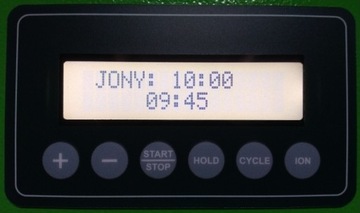 JONY: 10:00
09:45
+
-
START
STOP
HOLD
CYCLE
ION